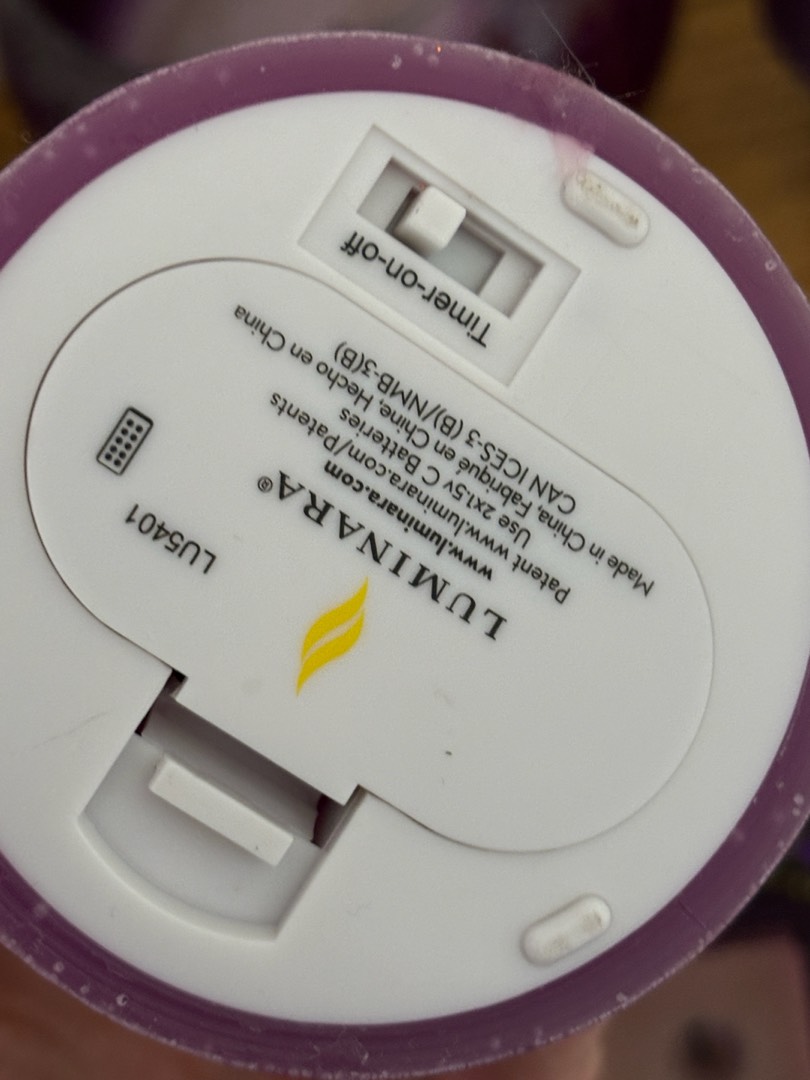 Timer-on-off
LUMINARA®
www.luminara.com
Patent www.luminara.com/Patents
Use 2x1.5v C Batteries
Made in China, Fabriqué en Chine, Hecho en China
CAN ICES-3 (B)/NMB-3(B)
LU5401